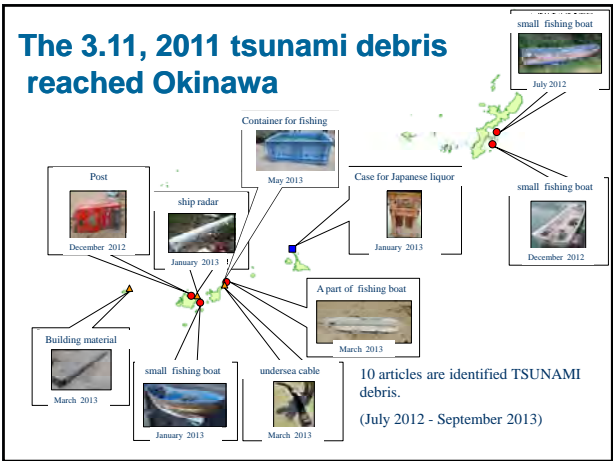 The 3.11, 2011 tsunami debris
reached Okinawa
small fishing boat
July 2012
Container for fishing
May 2013
Post
December 2012
ship radar
January 2013
Case for Japanese liquor
January 2013
small fishing boat
December 2012
A part of fishing boat
March 2013
Building material
March 2013
small fishing boat
January 2013
undersea cable
March 2013
10 articles are identified TSUNAMI
debris.
(July 2012 - September 2013)